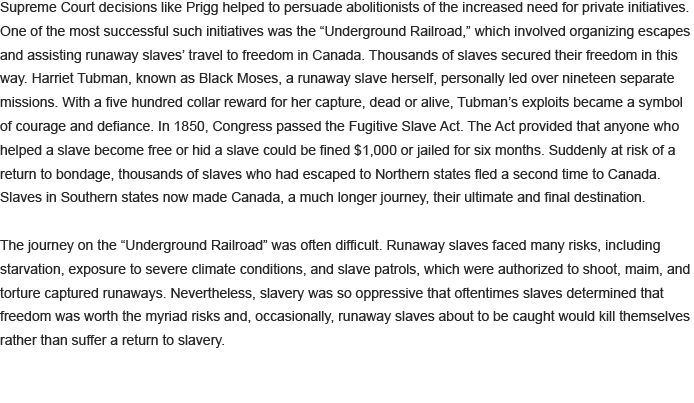 Supreme Court decisions like Prigg helped to persuade abolitionists of the increased need for private initiatives.
One of the most successful such initiatives was the “Underground Railroad,” which involved organizing escapes
and assisting runaway slaves’ travel to freedom in Canada. Thousands of slaves secured their freedom in this
way. Harriet Tubman, known as Black Moses, a runaway slave herself, personally led over nineteen separate
missions. With a five hundred collar reward for her capture, dead or alive, Tubman’s exploits became a symbol
of courage and defiance. In 1850, Congress passed the Fugitive Slave Act. The Act provided that anyone who
helped a slave become free or hid a slave could be fined $1,000 or jailed for six months. Suddenly at risk of a
return to bondage, thousands of slaves who had escaped to Northern states fled a second time to Canada.
Slaves in Southern states now made Canada, a much longer journey, their ultimate and final destination.

The journey on the “Underground Railroad” was often difficult. Runaway slaves faced many risks, including
starvation, exposure to severe climate conditions, and slave patrols, which were authorized to shoot, maim, and
torture captured runaways. Nevertheless, slavery was so oppressive that oftentimes slaves determined that
freedom was worth the myriad risks and, occasionally, runaway slaves about to be caught would kill themselves
rather than suffer a return to slavery.